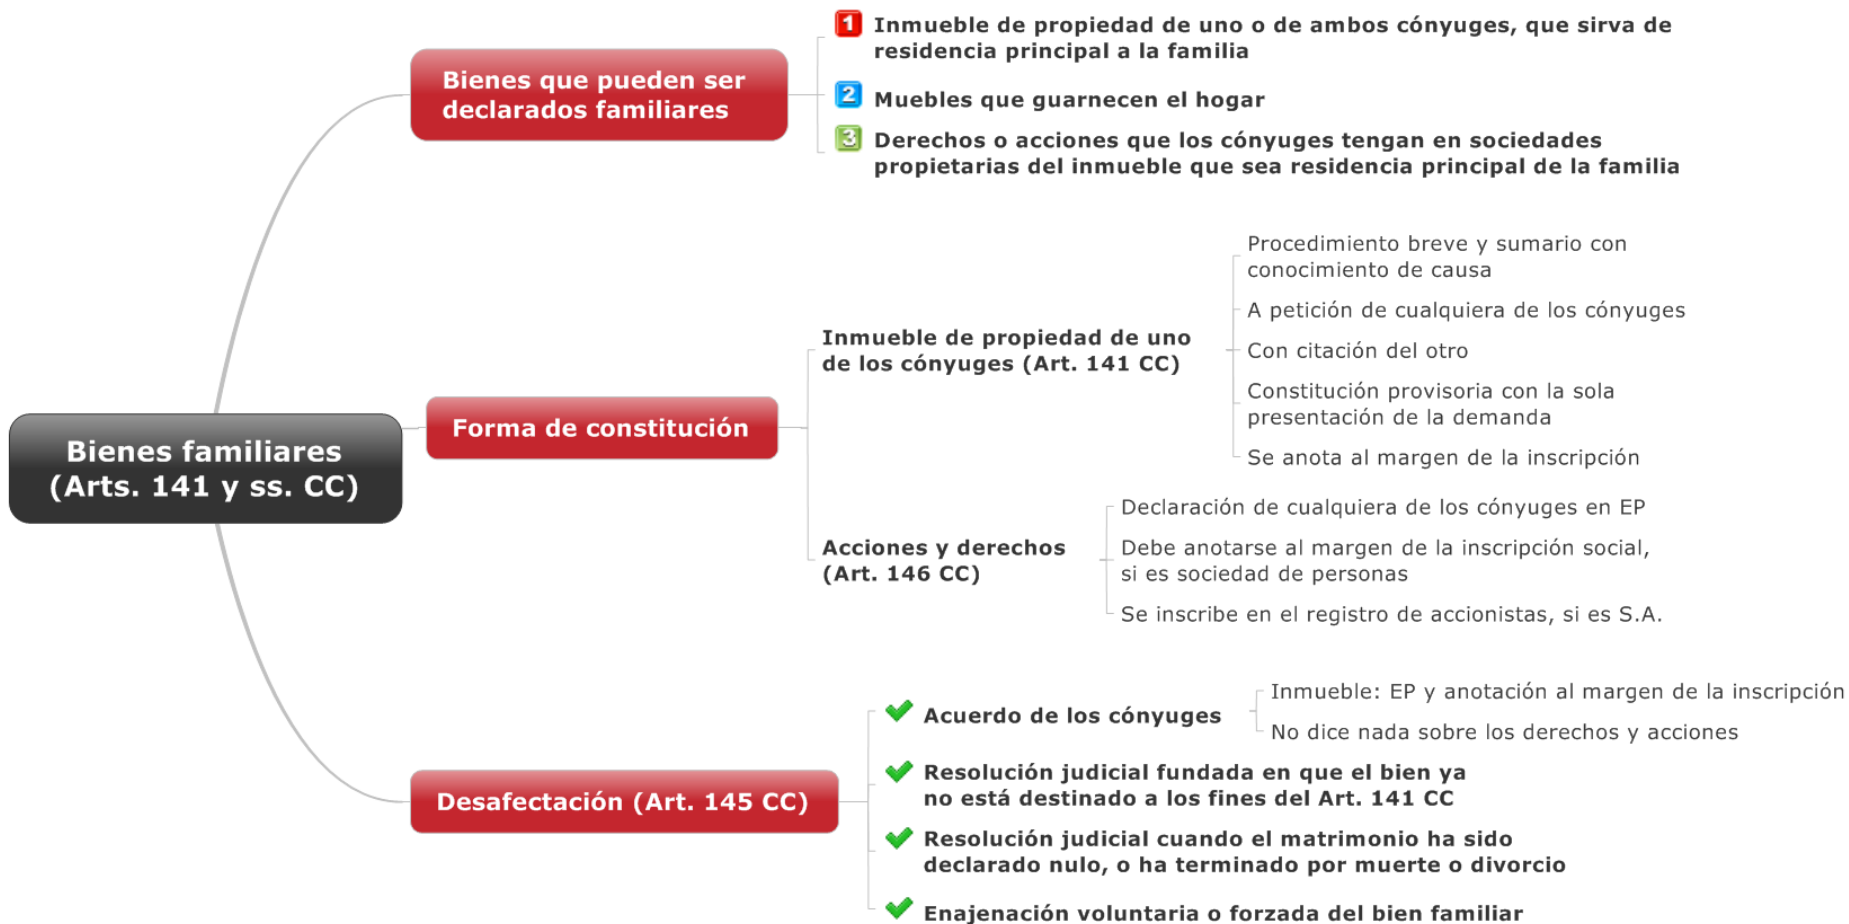 Bienes familiares
(Arts. 141 y ss. CC)
Bienes que pueden ser
declarados familiares
1 Inmueble de propiedad de uno o de ambos cónyuges, que sirva de
residencia principal a la familia
2 Muebles que guarnecen el hogar
3 Derechos o acciones que los cónyuges tengan en sociedades
propietarias del inmueble que sea residencia principal de la familia
Forma de constitución
Inmueble de propiedad de uno
de los cónyuges (Art. 141 CC)
Procedimiento breve y sumario con
conocimiento de causa
A petición de cualquiera de los cónyuges
Con citación del otro
Constitución provisoria con la sola
presentación de la demanda
Se anota al margen de la inscripción
Acciones y derechos
(Art. 146 CC)
Declaración de cualquiera de los cónyuges en EP
Debe anotarse al margen de la inscripción social,
si es sociedad de personas
Se inscribe en el registro de accionistas, si es S.A.
Desafectación (Art. 145 CC)
Acuerdo de los cónyuges
Inmueble: EP y anotación al margen de la inscripción
No dice nada sobre los derechos y acciones
Resolución judicial fundada en que el bien ya
no está destinado a los fines del Art. 141 CC
Resolución judicial cuando el matrimonio ha sido
declarado nulo, o ha terminado por muerte o divorcio
Enajenación voluntaria o forzada del bien familiar